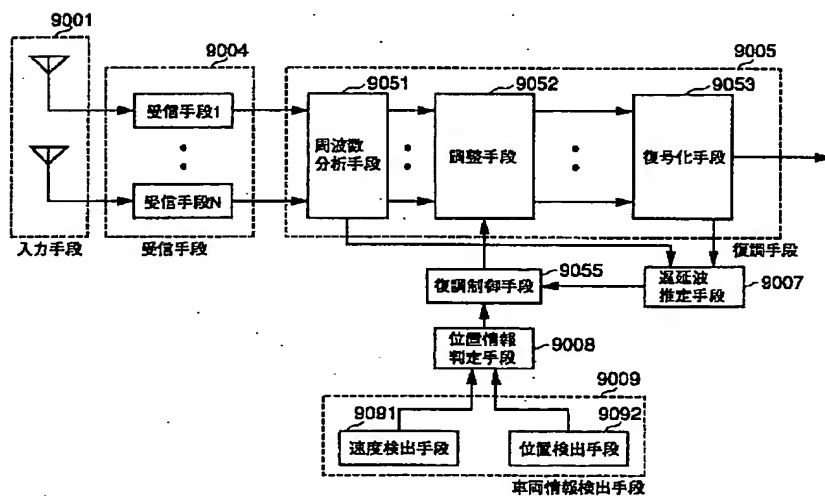 9001
9004
9005
9051
9052
9053
受信手段1
周波数
分析手段
調整手段
復号化手段
受信手段N
入力手段
受信手段
復調手段
9055
復調制御手段
遅延波
推定手段
9007
位置情報
判定手段
9008
9009
9091
9092
速度検出手段
位置検出手段
車両情報検出手段